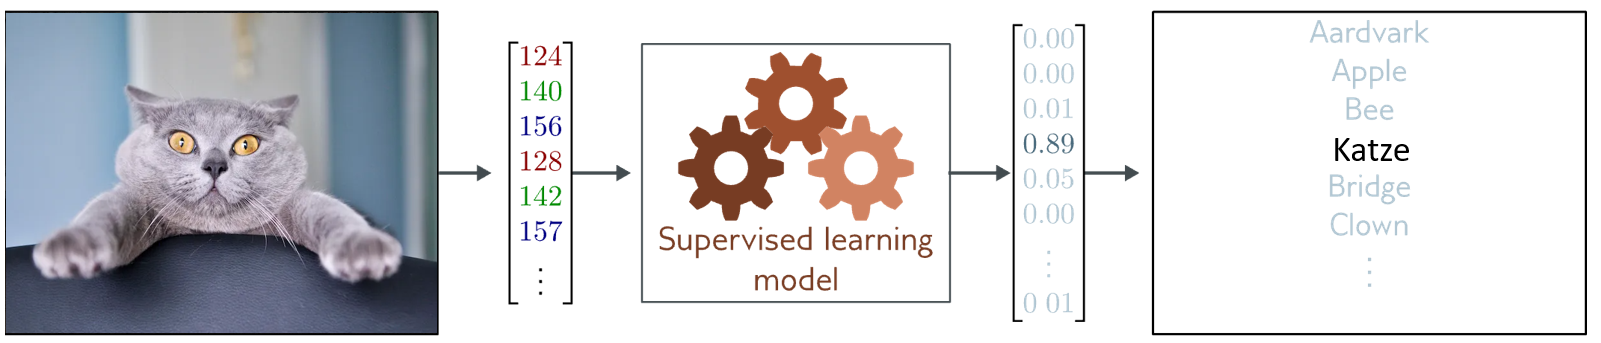 124
140
156
128
142
157
⋮
Supervised learning
model
0.00
0.00
0.01
0.89
0.05
0.00
⋮
0 01
Aardvark
Apple
Bee
Katze
Bridge
Clown
⋮